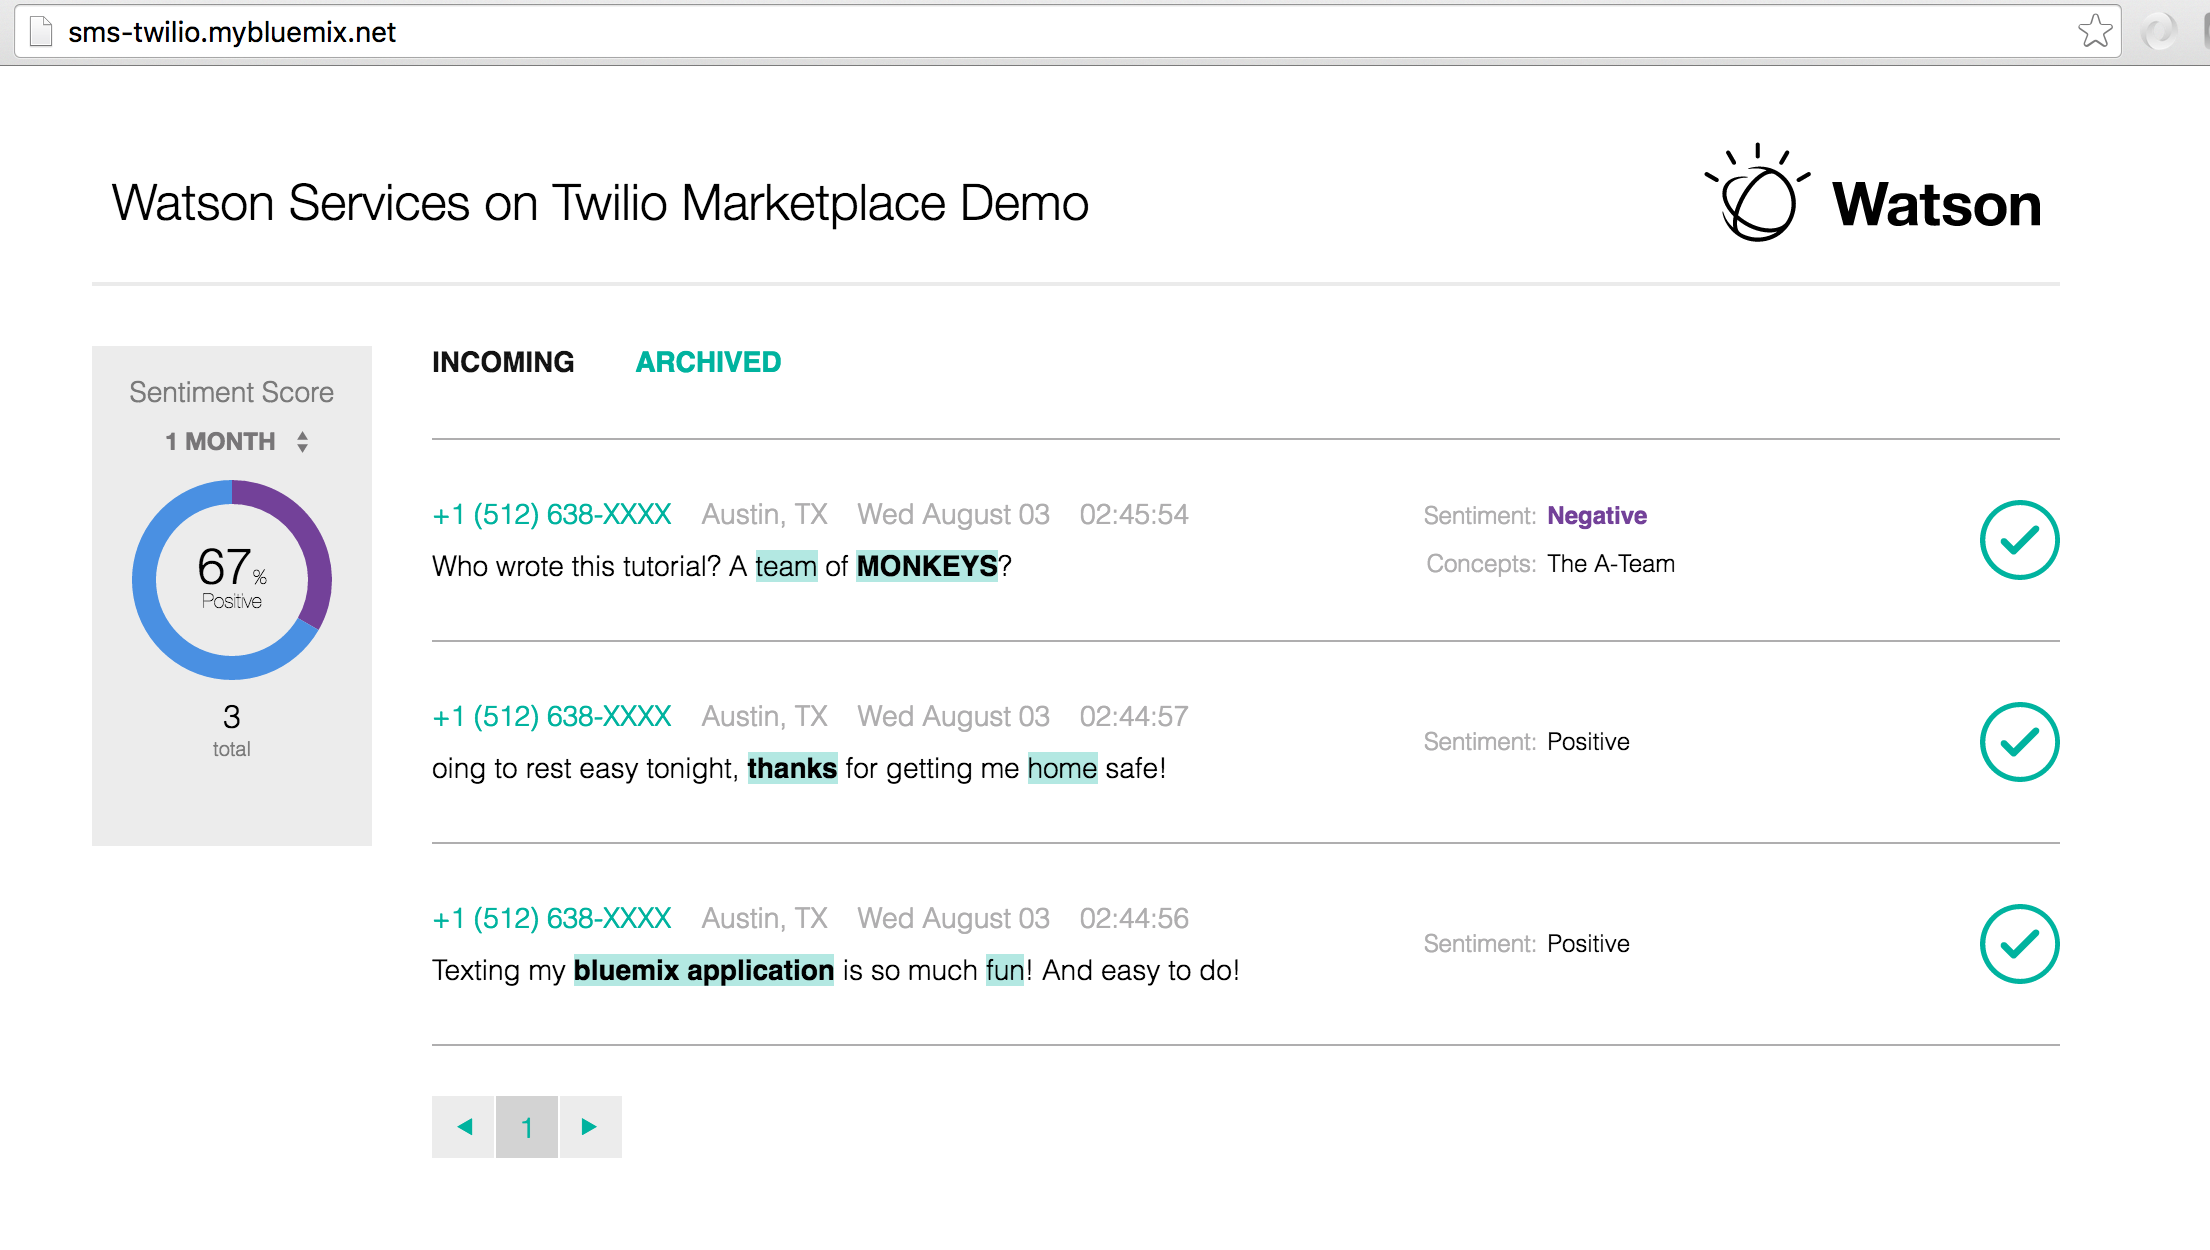 sms-twilio.mybluemix.net
Watson Services on Twilio Marketplace Demo
Watson
Sentiment Score
1 MONTH
67%
Positive
3
total
INCOMING ARCHIVED
+1 (512) 638-XXXX Austin, TX Wed August 03 02:45:54
Who wrote this tutorial? A team of MONKEYS?
Sentiment: Negative
Concepts: The A-Team
+1 (512) 638-XXXX Austin, TX Wed August 03 02:44:57
oing to rest easy tonight, thanks for getting me home safe!
Sentiment: Positive
+1 (512) 638-XXXX Austin, TX Wed August 03 02:44:56
Texting my bluemix application is so much fun! And easy to do!
Sentiment: Positive
1